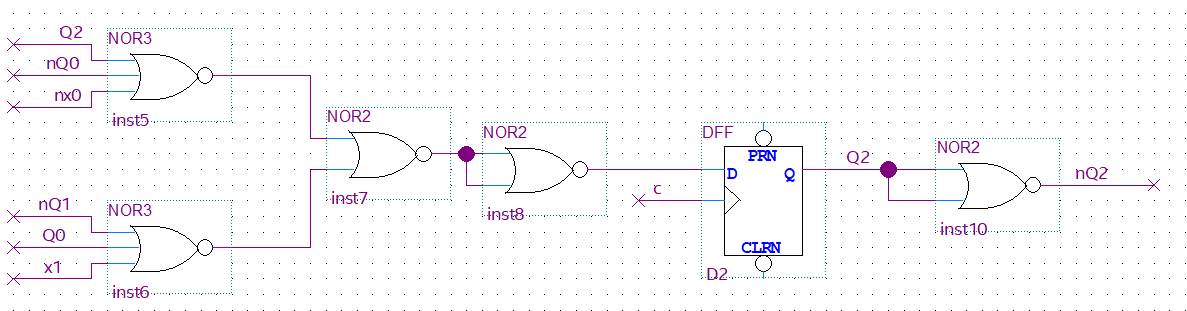 Q2
nQ0
nx0
NOR3
inst5
nQ1
Q0
x1
NOR3
inst6
NOR2
inst7
NOR2
inst8
c
DFF
PRN
D Q
CLRN
D2
Q2
NOR2
inst10
nQ2